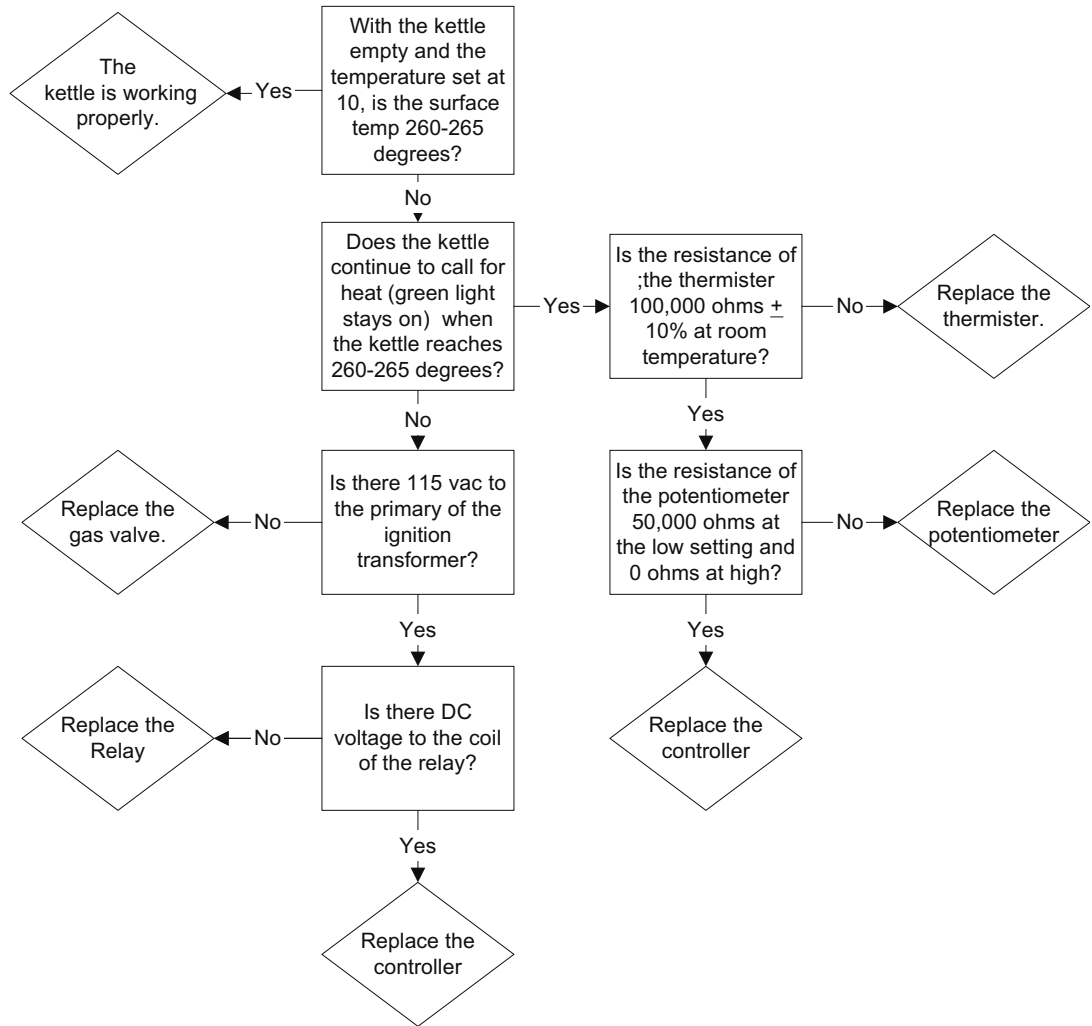 With the kettle
empty and the
temperature set at
10, is the surface
temp 260-265
degrees?
Yes
The
kettle is working
properly.
No
Does the kettle
continue to call for
heat (green light
stays on) when
the kettle reaches
260-265 degrees?
Yes
Is the resistance of
;the thermister
100,000 ohms ±
10% at room
temperature?
No
Replace the
thermister.
No
Yes
Is there 115 vac to
the primary of the
ignition
transformer?
No
Replace the
gas valve.
Is the resistance of
the potentiometer
50,000 ohms at
the low setting and
0 ohms at high?
No
Replace the
potentiometer
Yes
Yes
Is there DC
voltage to the coil
of the relay?
No
Replace the
Relay
Replace the
controller
Yes
Replace the
controller